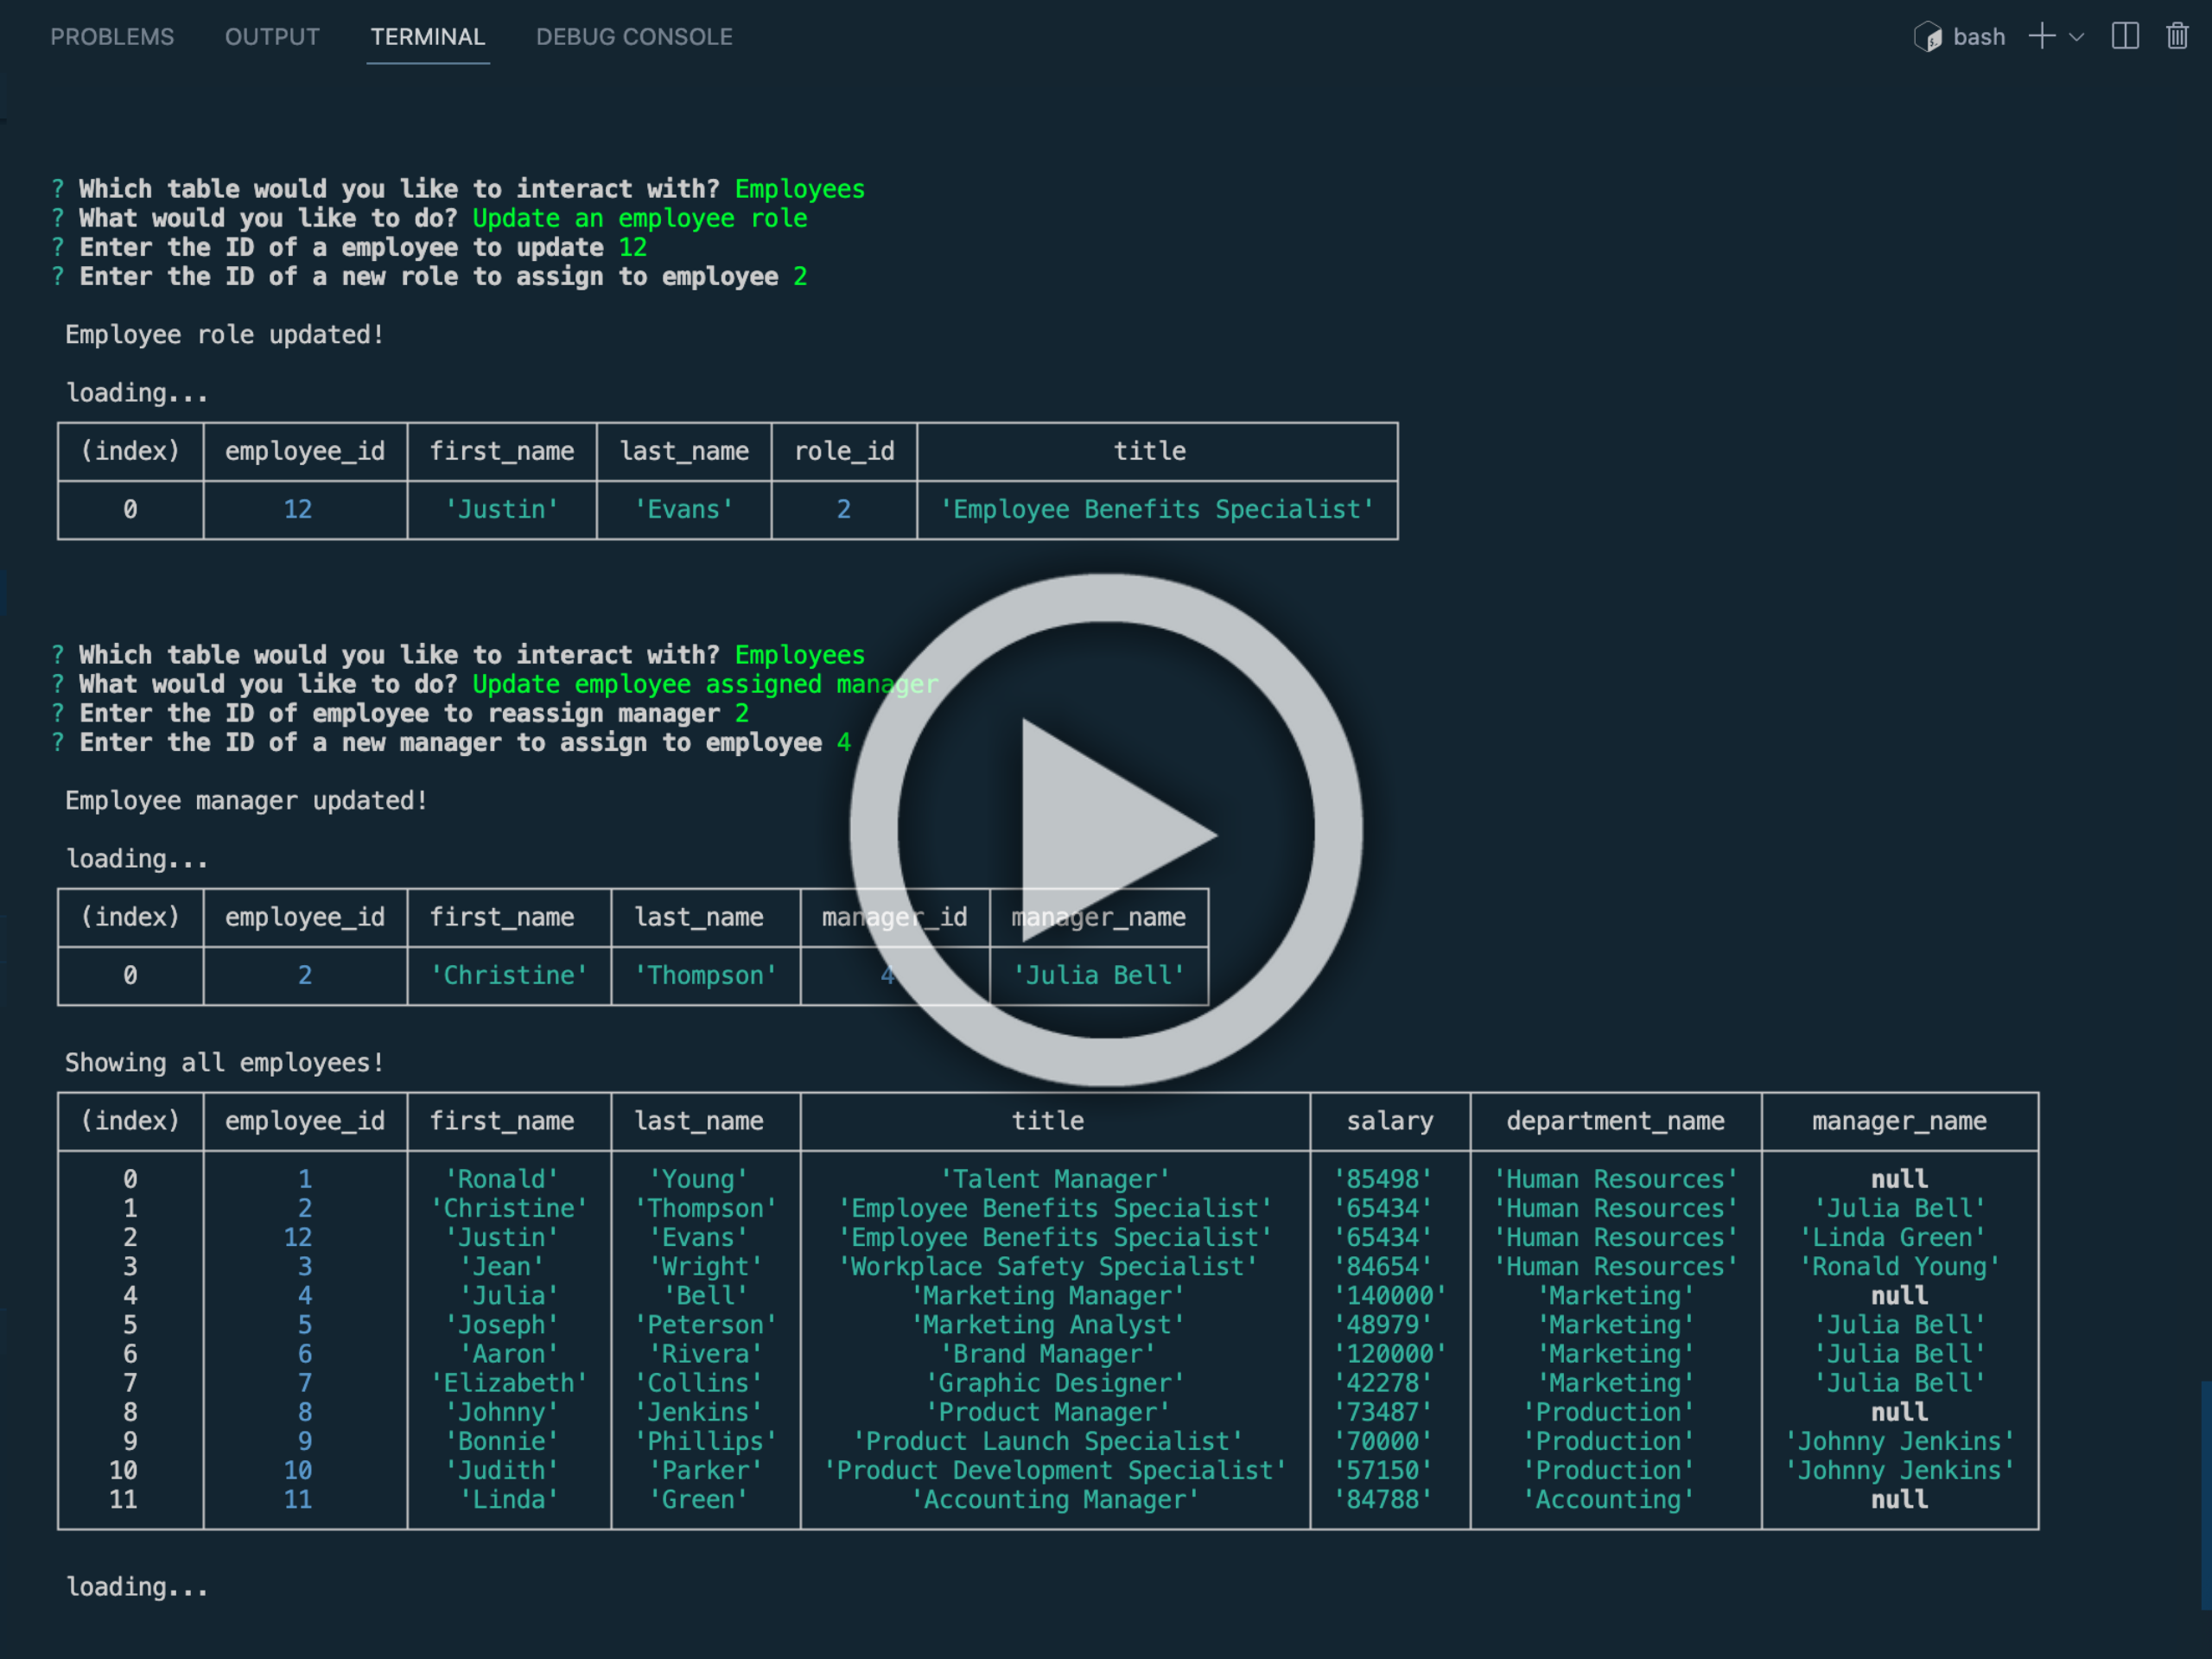 PROBLEMS OUTPUT TERMINAL DEBUG CONSOLE bash
? Which table would you like to interact with? Employees
? What would you like to do? Update an employee role
? Enter the ID of a employee to update 12
? Enter the ID of a new role to assign to employee 2
Employee role updated!
loading...
(index) employee_id first_name last_name role_id title
0 12 'Justin' 'Evans' 2 'Employee Benefits Specialist'
? Which table would you like to interact with? Employees
? What would you like to do? Update employee assigned manager
? Enter the ID of employee to reassign manager 2
? Enter the ID of a new manager to assign to employee 4
Employee manager updated!
loading...
(index) employee_id first_name last_name manager_id manager_name
0 2 'Christine' 'Thompson' 4 'Julia Bell'
Showing all employees!
(index) employee_id first_name last_name title salary department_name manager_name
0 1 'Ronald' 'Young' 'Talent Manager' '85498' 'Human Resources' null
1 2 'Christine' 'Thompson' 'Employee Benefits Specialist' '65434' 'Human Resources' 'Julia Bell'
2 12 'Justin' 'Evans' 'Employee Benefits Specialist' '65434' 'Human Resources' 'Linda Green'
3 3 'Jean' 'Wright' 'Workplace Safety Specialist' '84654' 'Human Resources' 'Ronald Young'
4 4 'Julia' 'Bell' 'Marketing Manager' '140000' 'Marketing' null
5 5 'Joseph' 'Peterson' 'Marketing Analyst' '48979' 'Marketing' 'Julia Bell'
6 6 'Aaron' 'Rivera' 'Brand Manager' '120000' 'Marketing' 'Julia Bell'
7 7 'Elizabeth' 'Collins' 'Graphic Designer' '42278' 'Marketing' 'Julia Bell'
8 8 'Johnny' 'Jenkins' 'Product Manager' '73487' 'Production' null
9 9 'Bonnie' 'Phillips' 'Product Launch Specialist' '70000' 'Production' 'Johnny Jenkins'
10 10 'Judith' 'Parker' 'Product Development Specialist' '57150' 'Production' 'Johnny Jenkins'
11 11 'Linda' 'Green' 'Accounting Manager' '84788' 'Accounting' null
loading...